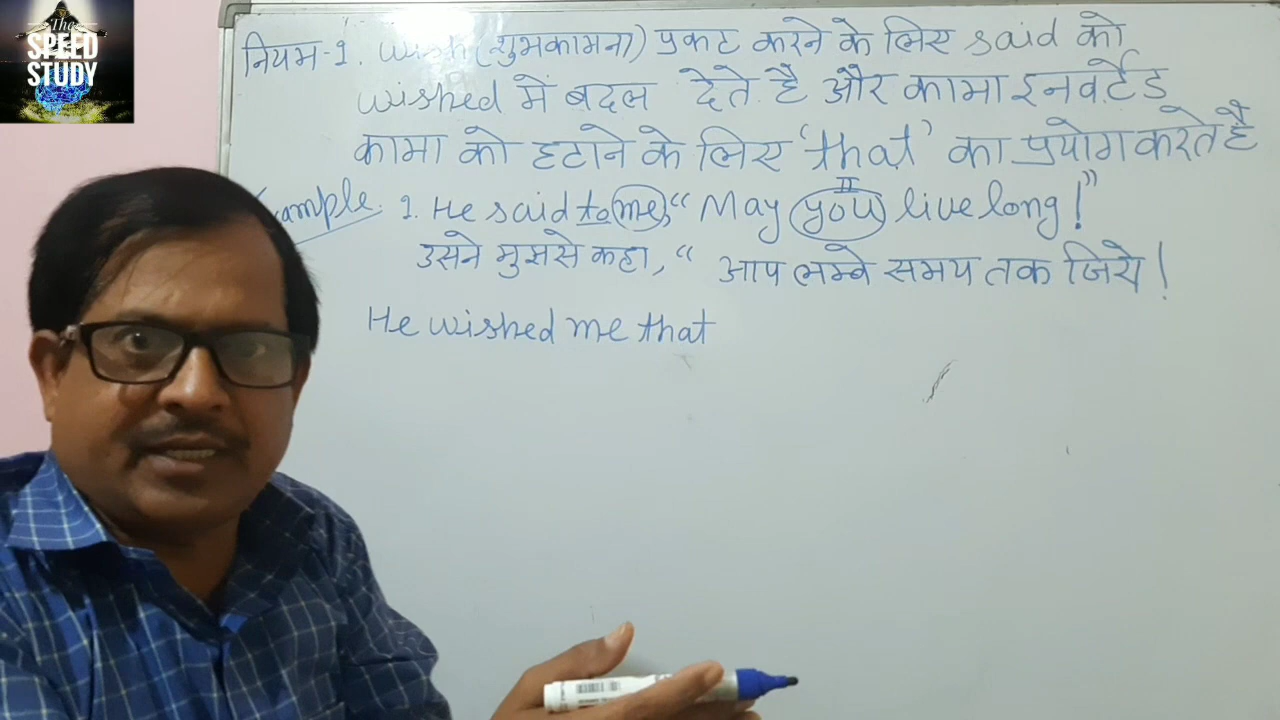 The
SPEED
STUDY
नियम-1. wish (शुभकामना) प्रकट करने के लिए said को
wished में बदल देते है और कामा इनवर्टेड
कामा को हटाने के लिए 'that' का प्रयोग करते है
Example. 1. He said to me, “May you live long!”
II
उसने मुझसे कहा, “ आप लम्बे समय तक जिये!
He wished me that